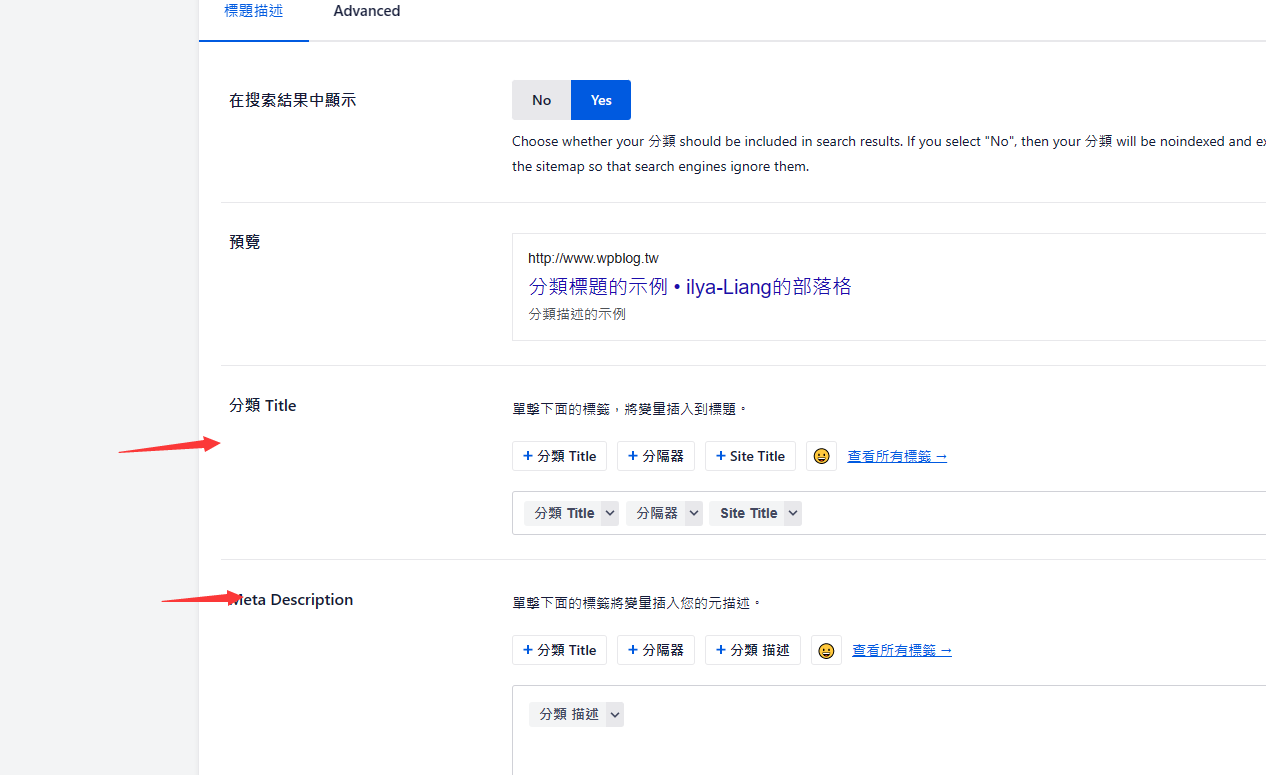 標題描述 Advanced
在搜索結果中顯示 No Yes
Choose whether your 分類 should be included in search results. If you select "No", then your 分類 will be noindexed and ex
the sitemap so that search engines ignore them.
預覽
http://www.wpblog.tw
分類標題的示例 • ilya-Liang的部落格
分類描述的示例
分類 Title
單擊下面的標籤，將變量插入到標題。
+ 分類 Title + 分隔器 + Site Title 查看所有標籤 →
分類 Title 分隔器 Site Title
Meta Description
單擊下面的標籤將變量插入您的元描述。
+ 分類 Title + 分隔器 + 分類 描述 查看所有標籤 →
分類 描述